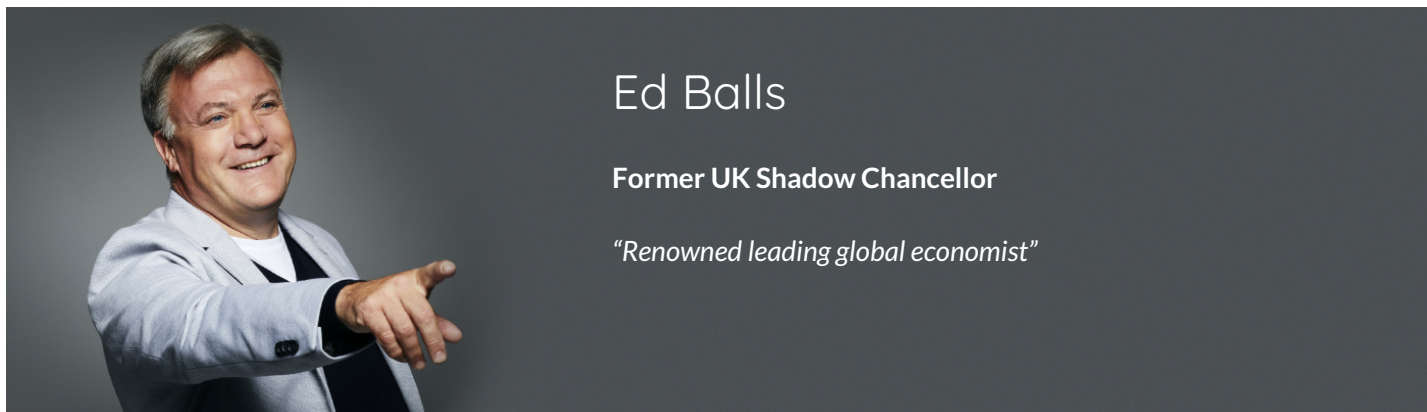 Ed Balls
Former UK Shadow Chancellor
“Renowned leading global economist”